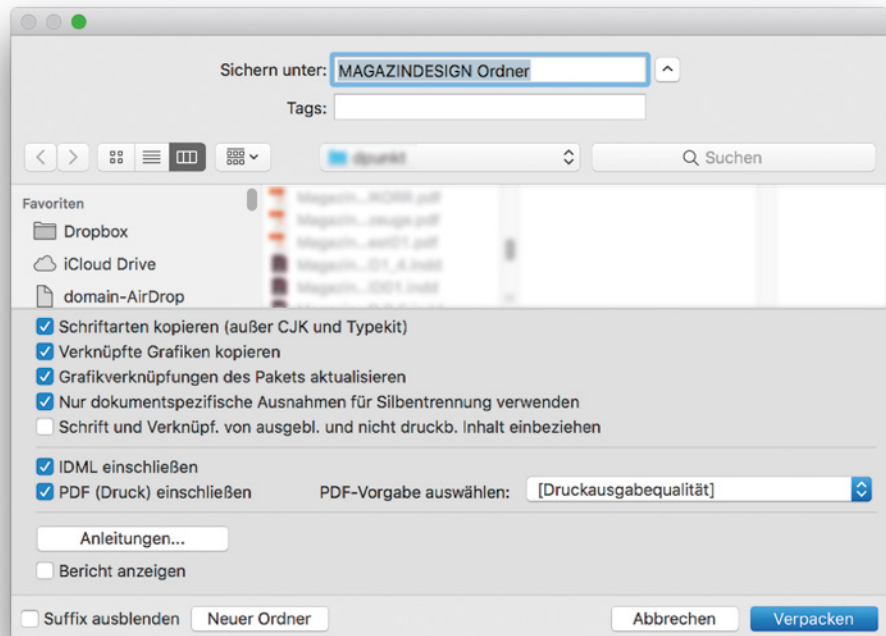 Sichern unter: MAGAZINDESIGN Ordner
Tags:
dpunkt
Suchen
Favoriten
Dropbox
iCloud Drive
domain-AirDrop
Schriftarten kopieren (außer CJK und Typekit)
Verknüpfte Grafiken kopieren
Grafikverknüpfungen des Pakets aktualisieren
Nur dokumentspezifische Ausnahmen für Silbentrennung verwenden
Schrift und Verknüpf. von ausgebl. und nicht druckb. Inhalt einbeziehen
IDML einschließen
PDF (Druck) einschließen PDF-Vorgabe auswählen: [Druckausgabequalität]
Anleitungen...
Bericht anzeigen
Suffix ausblenden Neuer Ordner Abbrechen Verpacken